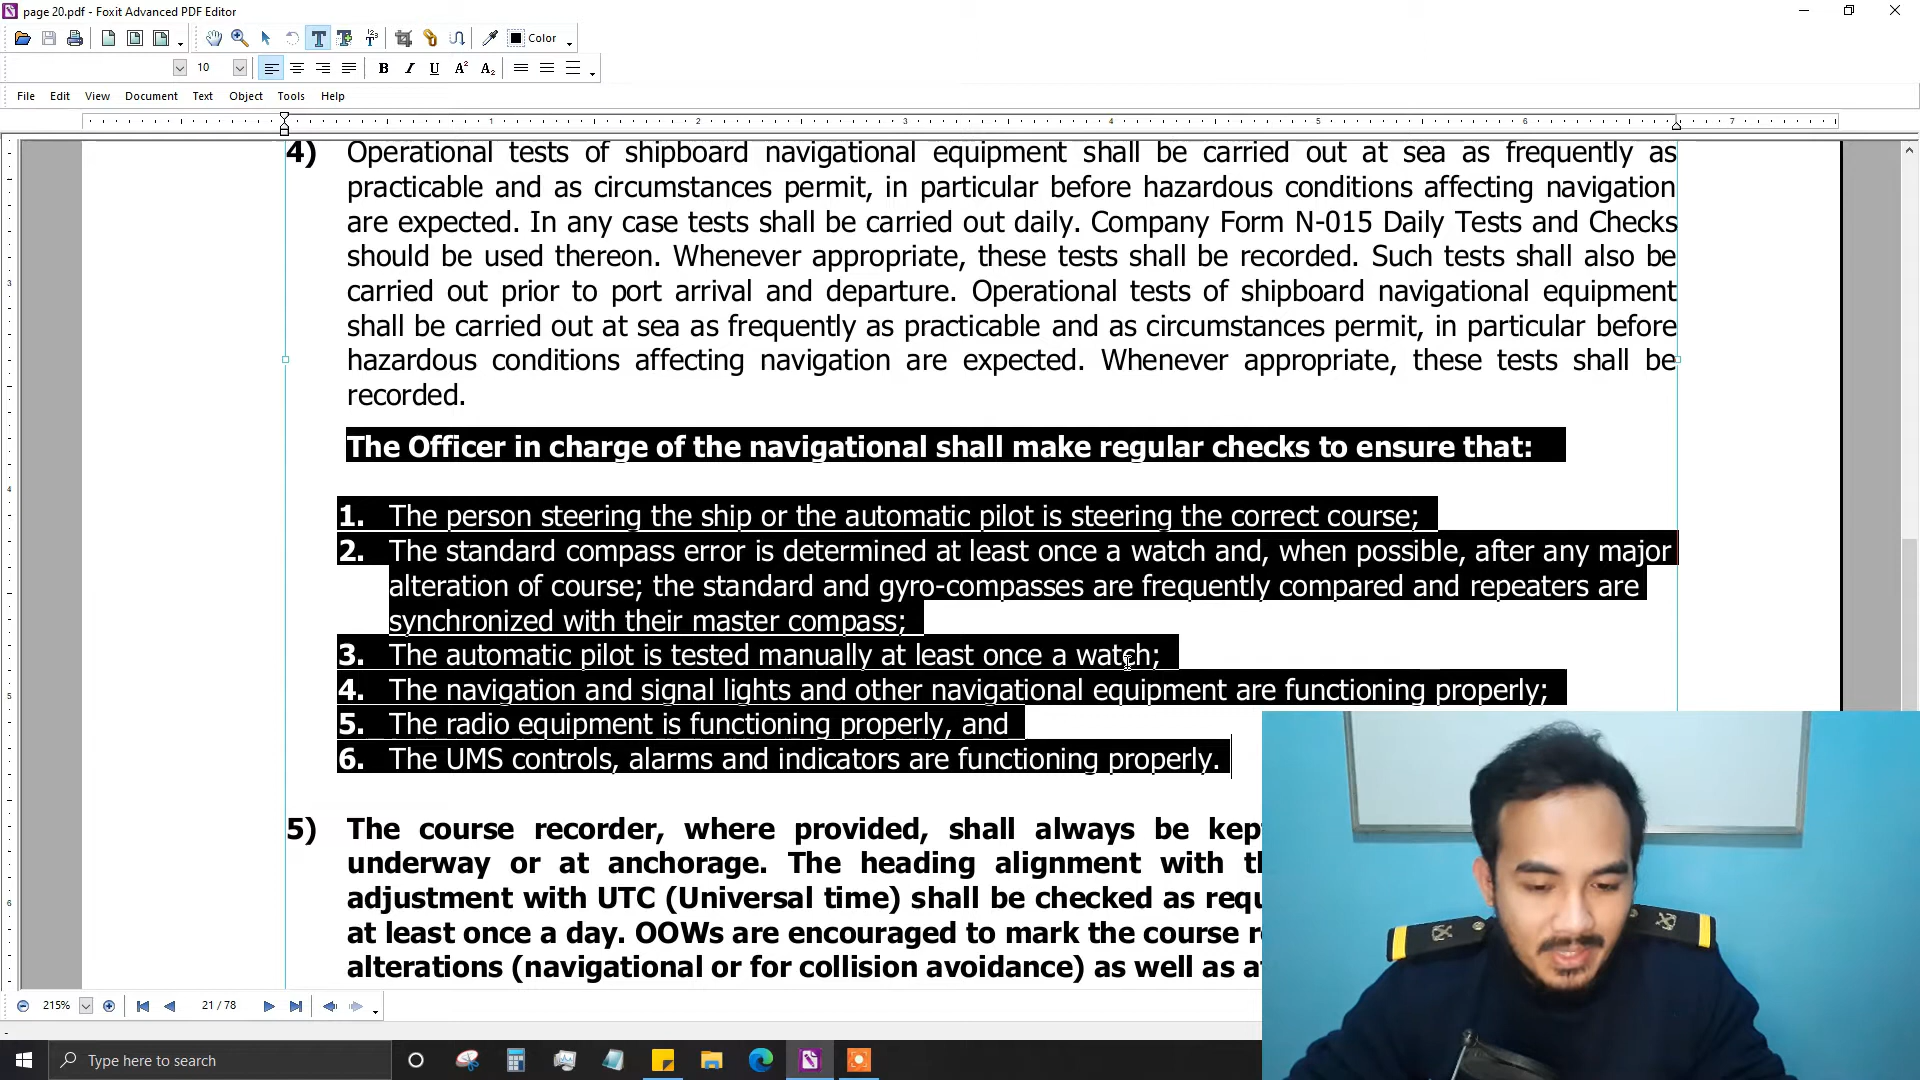 page 20.pdf - Foxit Advanced PDF Editor
Color
10
File Edit View Document Text Object Tools Help
1 2 3 4 5 6 7
4) Operational tests of shipboard navigational equipment shall be carried out at sea as frequently as
practicable and as circumstances permit, in particular before hazardous conditions affecting navigation
are expected. In any case tests shall be carried out daily. Company Form N-015 Daily Tests and Checks
should be used thereon. Whenever appropriate, these tests shall be recorded. Such tests shall also be
carried out prior to port arrival and departure. Operational tests of shipboard navigational equipment
shall be carried out at sea as frequently as practicable and as circumstances permit, in particular before
hazardous conditions affecting navigation are expected. Whenever appropriate, these tests shall be
recorded.
The Officer in charge of the navigational shall make regular checks to ensure that:
1. The person steering the ship or the automatic pilot is steering the correct course;
2. The standard compass error is determined at least once a watch and, when possible, after any major
alteration of course; the standard and gyro-compasses are frequently compared and repeaters are
synchronized with their master compass;
3. The automatic pilot is tested manually at least once a watch;
4. The navigation and signal lights and other navigational equipment are functioning properly;
5. The radio equipment is functioning properly, and
6. The UMS controls, alarms and indicators are functioning properly.
5) The course recorder, where provided, shall always be kep
underway or at anchorage. The heading alignment with
adjustment with UTC (Universal time) shall be checked as
at least once a day. OOWs are encouraged to mark the course
alterations (navigational or for collision avoidance) as well as
215% 21 / 78
Type here to search